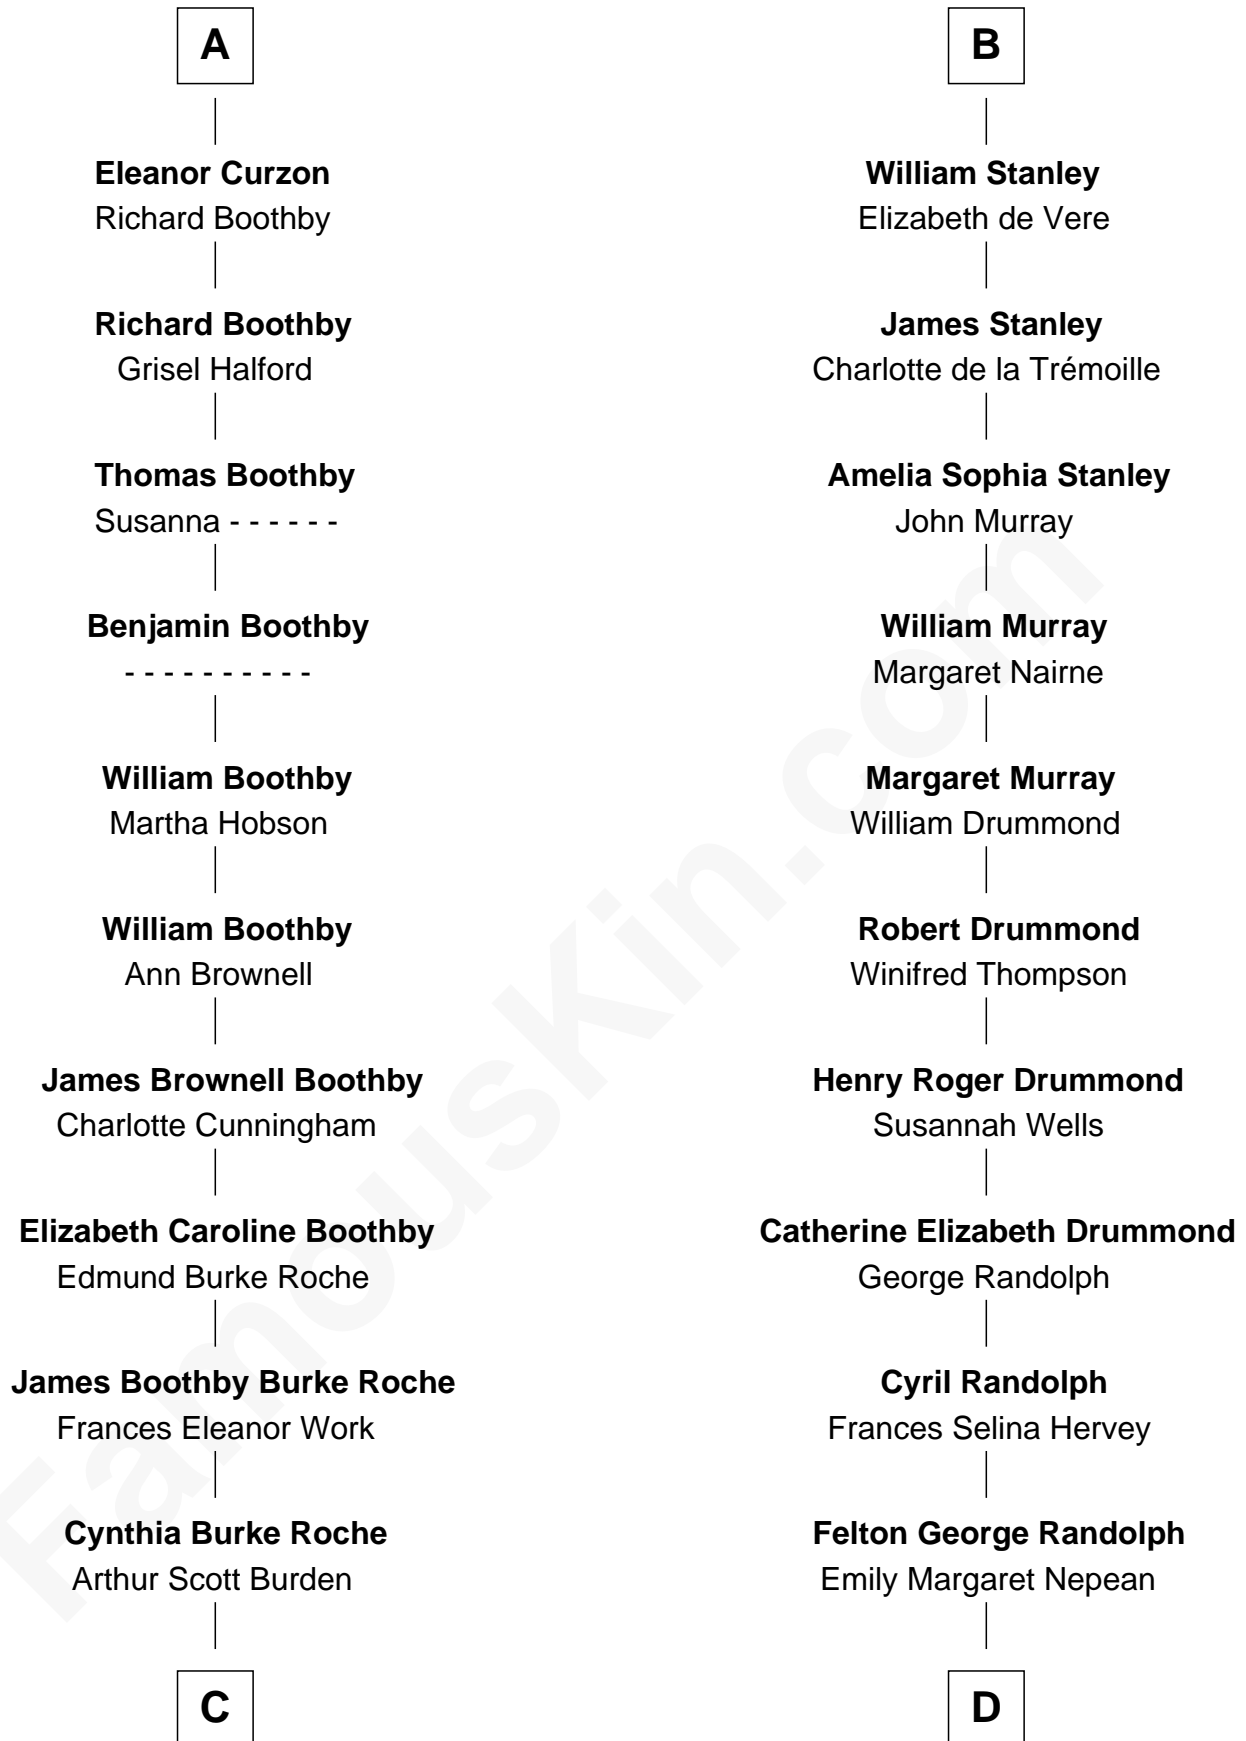 A
Eleanor Curzon
Richard Boothby
Richard Boothby
Grisel Halford
Thomas Boothby
Susanna - - - - - -
Benjamin Boothby
- - - - - - - - - -
William Boothby
Martha Hobson
William Boothby
Ann Brownell
James Brownell Boothby
Charlotte Cunningham
Elizabeth Caroline Boothby
Edmund Burke Roche
James Boothby Burke Roche
Frances Eleanor Work
Cynthia Burke Roche
Arthur Scott Burden
C
B
William Stanley
Elizabeth de Vere
James Stanley
Charlotte de la Trémoille
Amelia Sophia Stanley
John Murray
William Murray
Margaret Nairne
Margaret Murray
William Drummond
Robert Drummond
Winifred Thompson
Henry Roger Drummond
Susannah Wells
Catherine Elizabeth Drummond
George Randolph
Cyril Randolph
Frances Selina Hervey
Felton George Randolph
Emily Margaret Nepean
D
FamousKin.com